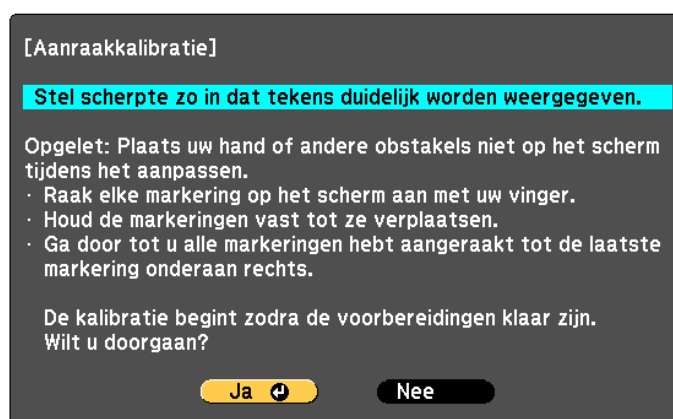 [Aanraakkalibratie]
Stel scherpte zo in dat tekens duidelijk worden weergegeven.
Opgelet: Plaats uw hand of andere obstakels niet op het scherm
tijdens het aanpassen.
· Raak elke markering op het scherm aan met uw vinger.
· Houd de markeringen vast tot ze verplaatsen.
· Ga door tot u alle markeringen hebt aangeraakt tot de laatste
markering onderaan rechts.
De kalibratie begint zodra de voorbereidingen klaar zijn.
Wilt u doorgaan?
Ja Nee